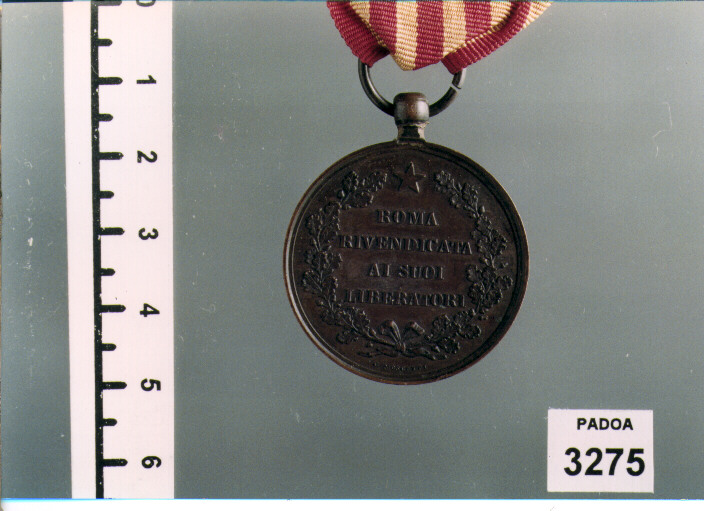 0
1
2
3
4
5
6
ROMA
RIVENDICATA
AI SUOI
LIBERATORI
PADOA
3275